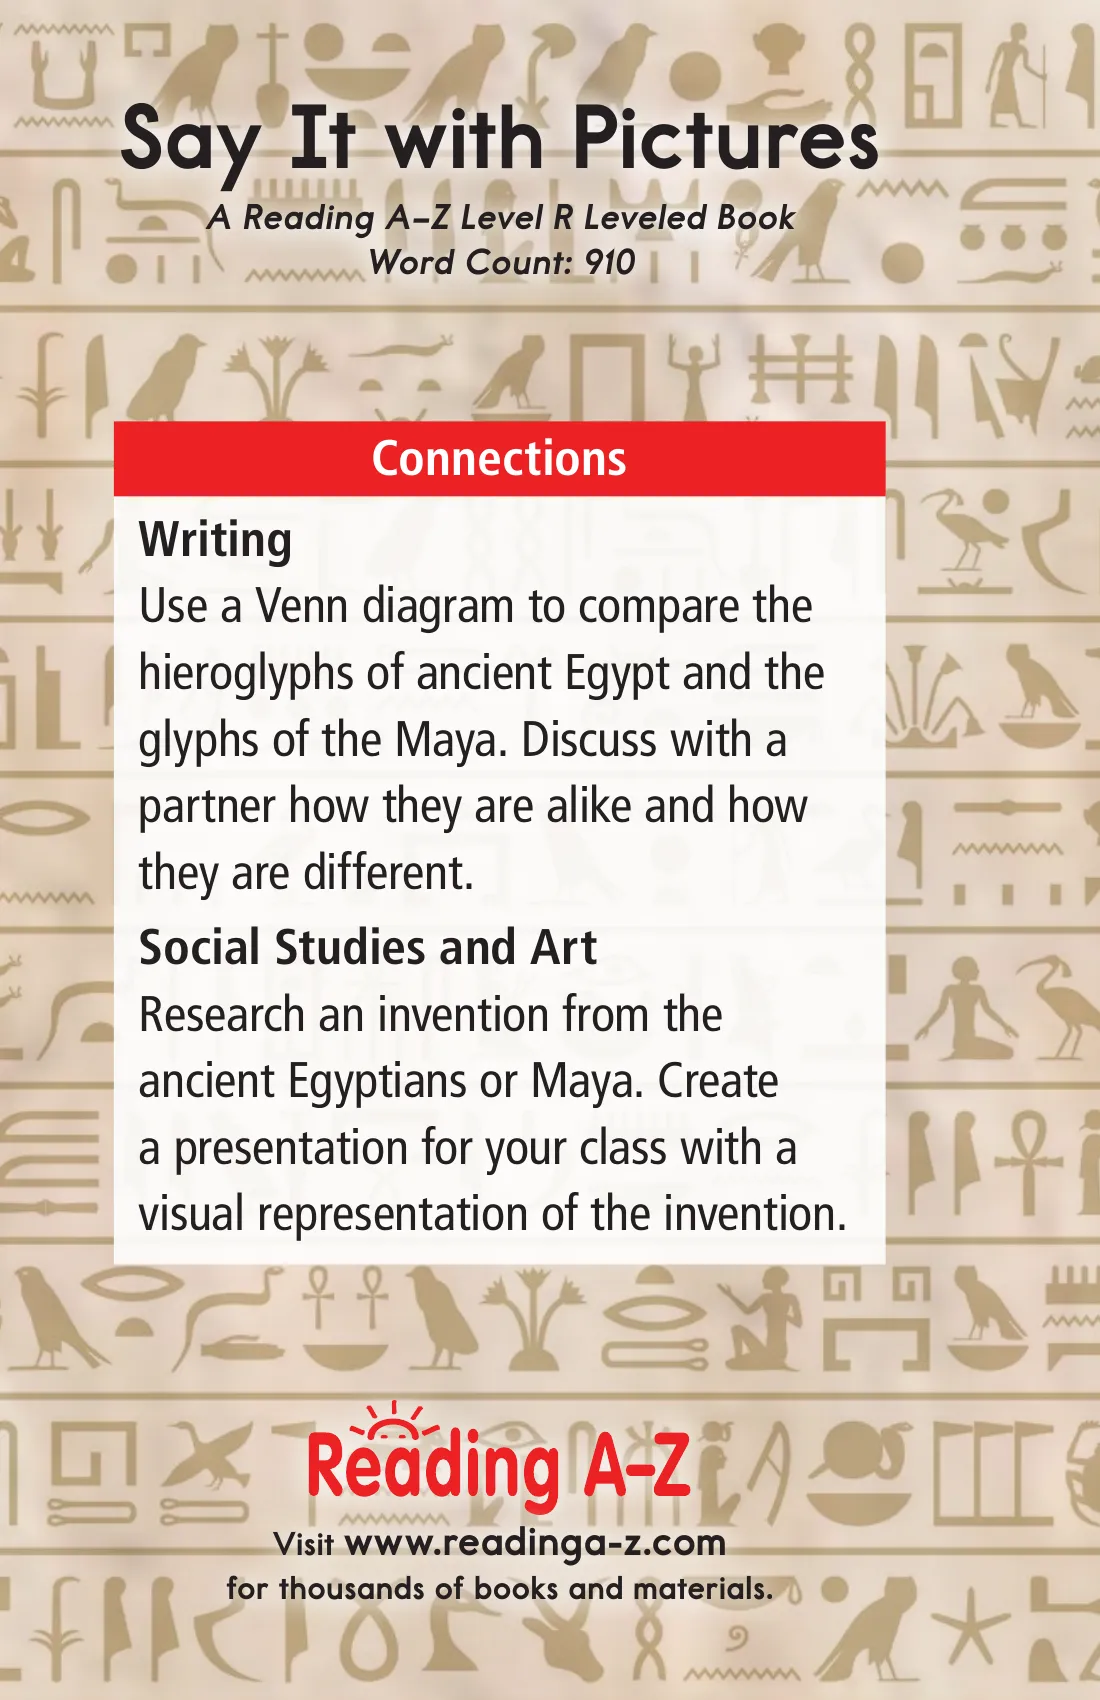 Say It with Pictures
A Reading A–Z Level R Leveled Book
Word Count: 910
Connections
Writing
Use a Venn diagram to compare the
hieroglyphs of ancient Egypt and the
glyphs of the Maya. Discuss with a
partner how they are alike and how
they are different.
Social Studies and Art
Research an invention from the
ancient Egyptians or Maya. Create
a presentation for your class with a
visual representation of the invention.
Reading A–Z
Visit www.readinga-z.com
for thousands of books and materials.